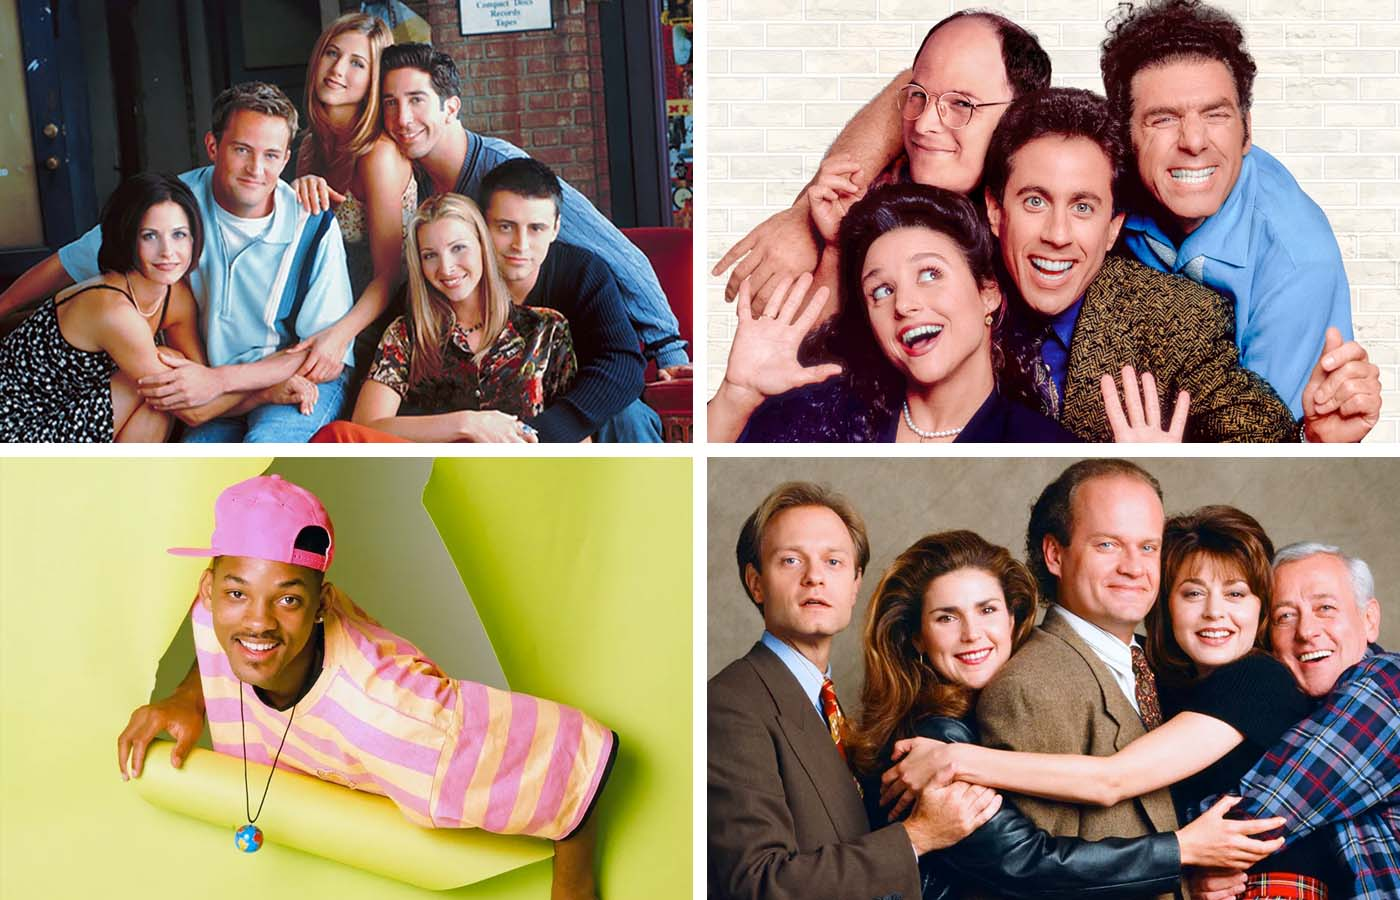 Compact Discs
Records
Tapes